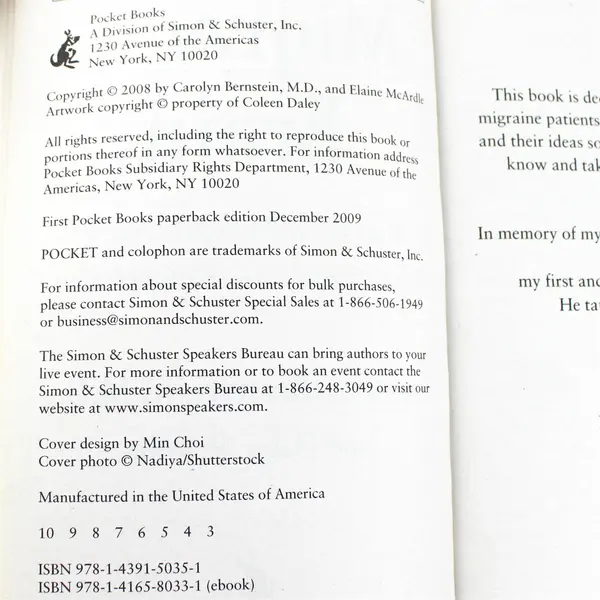 Pocket Books
A Division of Simon & Schuster, Inc.
1230 Avenue of the Americas
New York, NY 10020
Copyright © 2008 by Carolyn Bernstein, M.D., and Elaine McArdle
Artwork copyright © property of Coleen Daley
All rights reserved, including the right to reproduce this book or
portions thereof in any form whatsoever. For information address
Pocket Books Subsidiary Rights Department, 1230 Avenue of the
Americas, New York, NY 10020
First Pocket Books paperback edition December 2009
POCKET and colophon are trademarks of Simon & Schuster, Inc.
For information about special discounts for bulk purchases,
please contact Simon & Schuster Special Sales at 1-866-506-1949
or business@simonandschuster.com.
The Simon & Schuster Speakers Bureau can bring authors to your
live event. For more information or to book an event contact the
Simon & Schuster Speakers Bureau at 1-866-248-3049 or visit our
website at www.simonspeakers.com.
Cover design by Min Choi
Cover photo © Nadiya/Shutterstock
Manufactured in the United States of America
10 9 8 7 6 5 4 3
ISBN 978-1-4391-5035-1
ISBN 978-1-4165-8033-1 (ebook)
This book is de
migraine patients
and their ideas so
know and tak
In memory of my
my first and
He ta